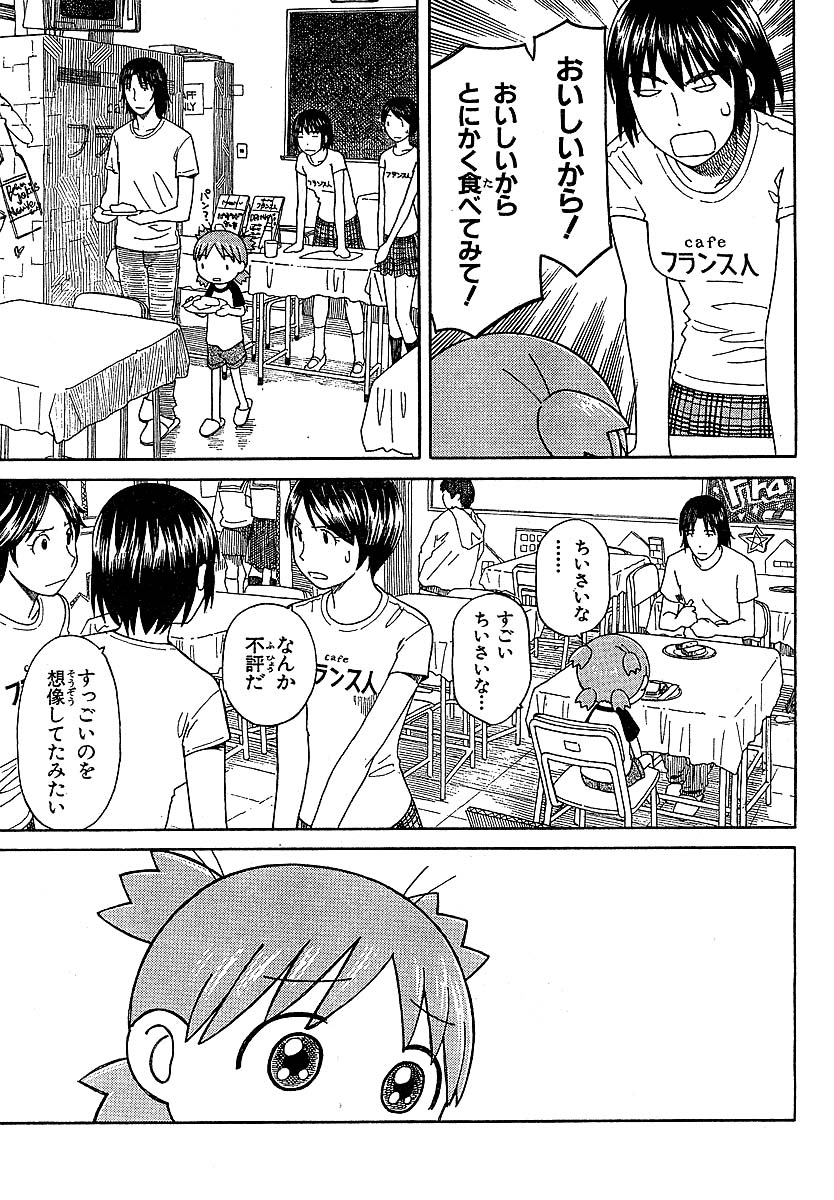 おいしいから！
おいしいから
とにかく食べてみて！
cafe
フランス人
パン？
フランス人
ちいさいな
……
すごい
ちいさいな…
なんか
不評だ
cafe
フランス人
すっごいのを
想像してたみたい